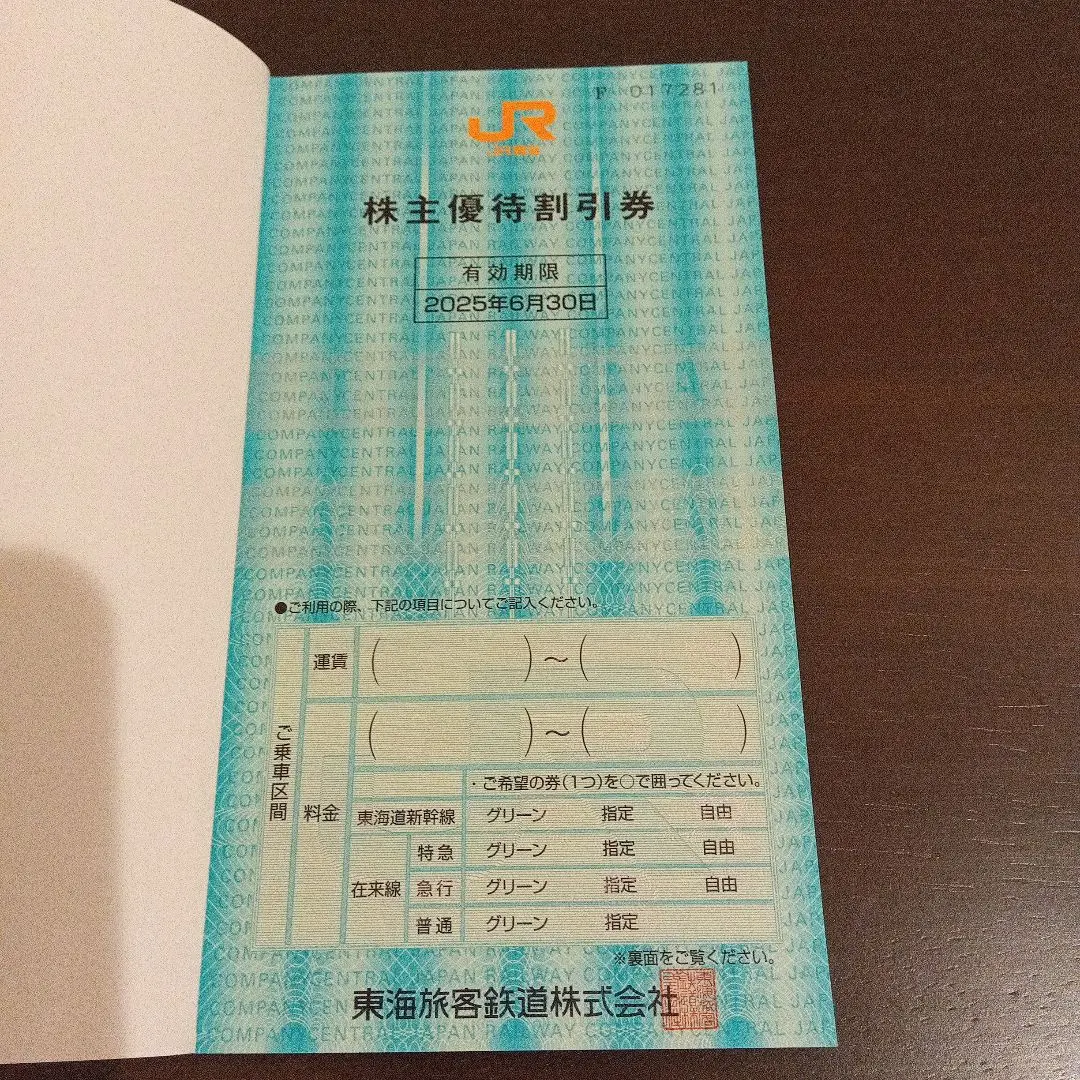 F 017281
JR
JR東海
株主優待割引券
有効期限
2025年6月30日
●ご利用の際、下記の項目についてご記入ください。
ご乗車区間
運賃 ( ) ～ ( )
料金 ( ) ～ ( )
・ご希望の券(1つ)を○で囲ってください。
東海道新幹線 グリーン 指定 自由
在来線
特急 グリーン 指定 自由
急行 グリーン 指定 自由
普通 グリーン 指定
※裏面をご覧ください。
東海旅客鉄道株式会社